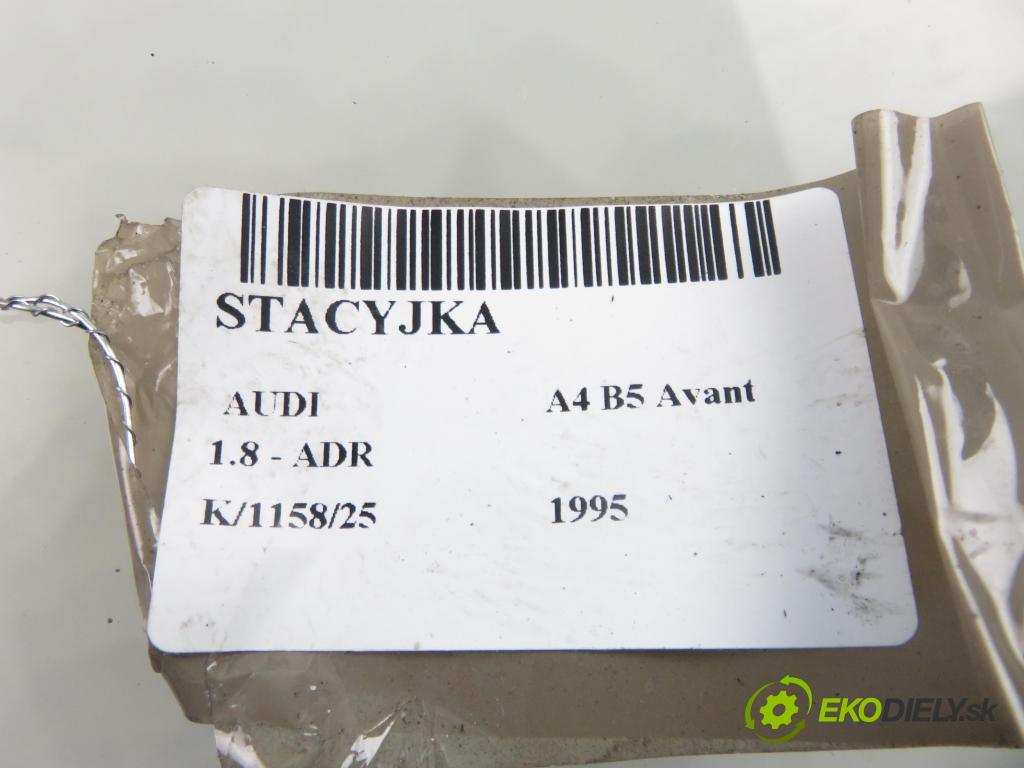 STACYJKA
AUDI A4 B5 Avant
1.8 - ADR
K/1158/25 1995
EKODIELY.sk